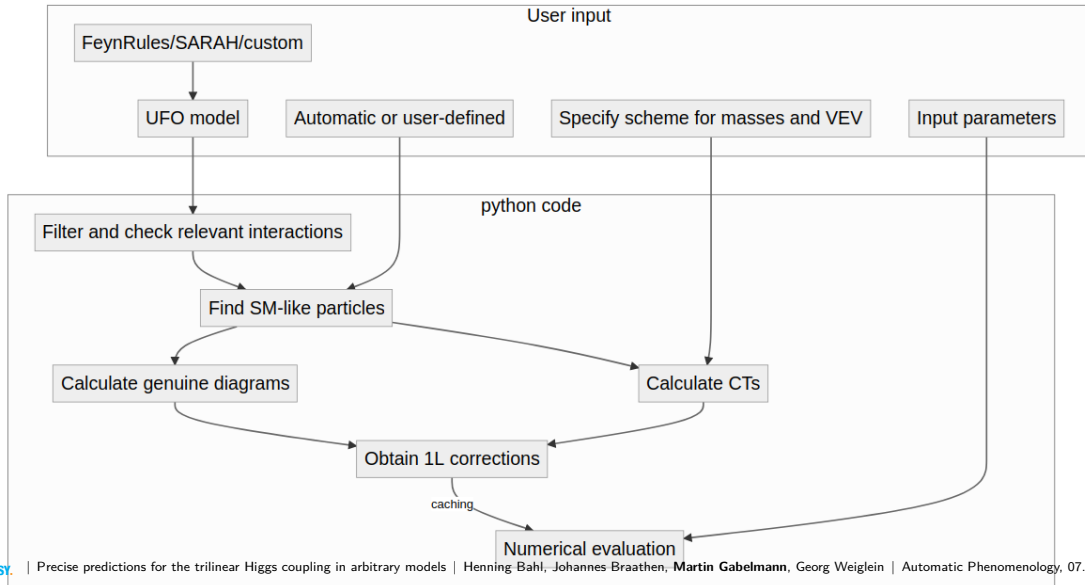 User input
FeynRules/SARAH/custom
UFO model
Automatic or user-defined
Specify scheme for masses and VEV
Input parameters
python code
Filter and check relevant interactions
Find SM-like particles
Calculate genuine diagrams
Calculate CTs
Obtain 1L corrections
caching
Numerical evaluation
SY. | Precise predictions for the trilinear Higgs coupling in arbitrary models | Henning Bahl, Johannes Braathen, Martin Gabelmann, Georg Weiglein | Automatic Phenomenology, 07.